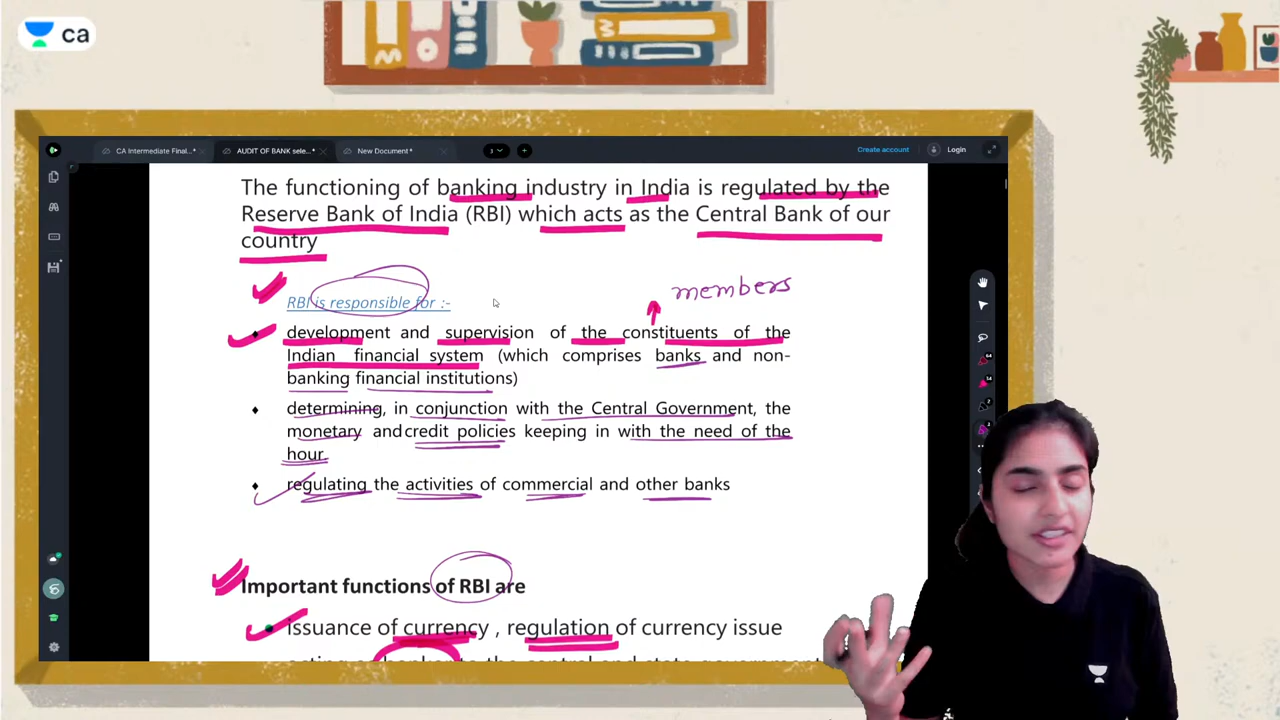 ca
CA Intermediate Final...* AUDIT OF BANK sele...* New Document* Create account Login
The functioning of banking industry in India is regulated by the
Reserve Bank of India (RBI) which acts as the Central Bank of our
country
members
RBI is responsible for :-
♦ development and supervision of the constituents of the
Indian financial system (which comprises banks and non-
banking financial institutions)
♦ determining, in conjunction with the Central Government, the
monetary andcredit policies keeping in with the need of the
hour.
♦ regulating the activities of commercial and other banks
Important functions of RBI are
issuance of currency , regulation of currency issue